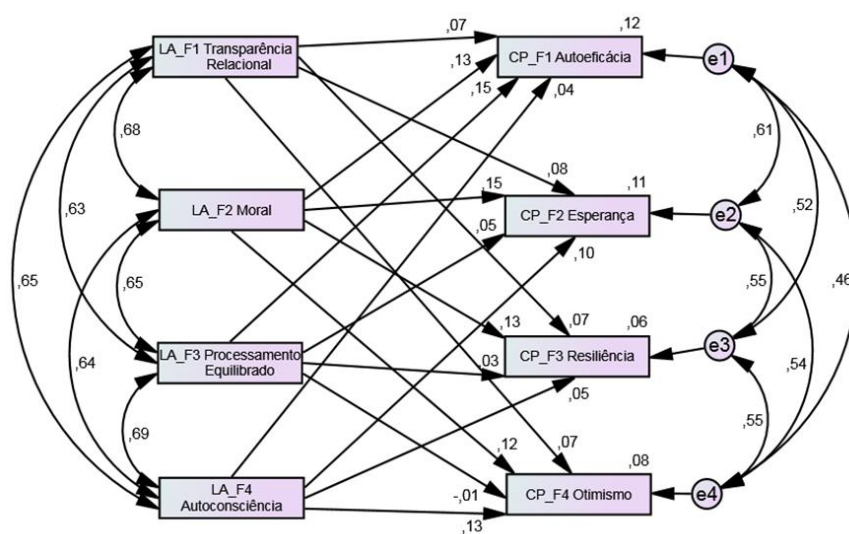 ,07
,12
LA_F1 Transparência
Relacional
CP_F1 Autoeficácia
e1
,13
,15
,04
,68
,61
,08
,11
,15
LA_F2 Moral
CP_F2 Esperança
e2
,63
,52
,05
,10
,65
,65
,55
,46
,13
,07
,06
LA_F3 Processamento
Equilibrado
CP_F3 Resiliência
e3
,64
,03
,05
,54
,69
,55
,12
,07
,08
LA_F4
Autoconsciência
-,01
CP_F4 Otimismo
e4
,13